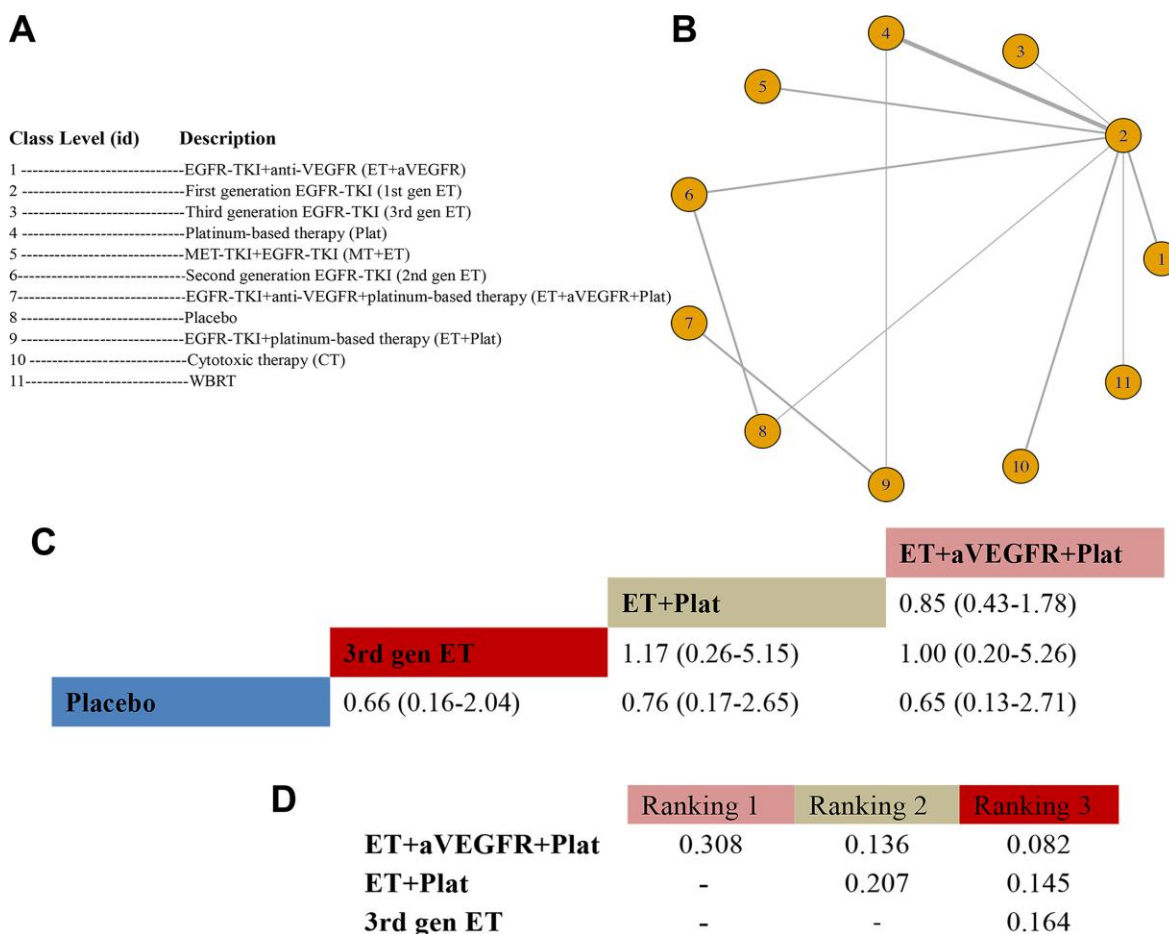 A
B
Class Level (id) Description
1 ----------------------------EGFR-TKI+anti-VEGFR (ET+aVEGFR)
2 ----------------------------First generation EGFR-TKI (1st gen ET)
3 ----------------------------Third generation EGFR-TKI (3rd gen ET)
4 ----------------------------Platinum-based therapy (Plat)
5 ----------------------------MET-TKI+EGFR-TKI (MT+ET)
6-----------------------------Second generation EGFR-TKI (2nd gen ET)
7-----------------------------EGFR-TKI+anti-VEGFR+platinum-based therapy (ET+aVEGFR+Plat)
8 ----------------------------Placebo
9 ----------------------------EGFR-TKI+platinum-based therapy (ET+Plat)
10 ---------------------------Cytotoxic therapy (CT)
11----------------------------WBRT
4
3
5
2
6
1
7
11
8
10
9
C
ET+aVEGFR+Plat
ET+Plat 0.85 (0.43-1.78)
3rd gen ET 1.17 (0.26-5.15) 1.00 (0.20-5.26)
Placebo 0.66 (0.16-2.04) 0.76 (0.17-2.65) 0.65 (0.13-2.71)
D
Ranking 1 Ranking 2 Ranking 3
ET+aVEGFR+Plat 0.308 0.136 0.082
ET+Plat - 0.207 0.145
3rd gen ET - - 0.164